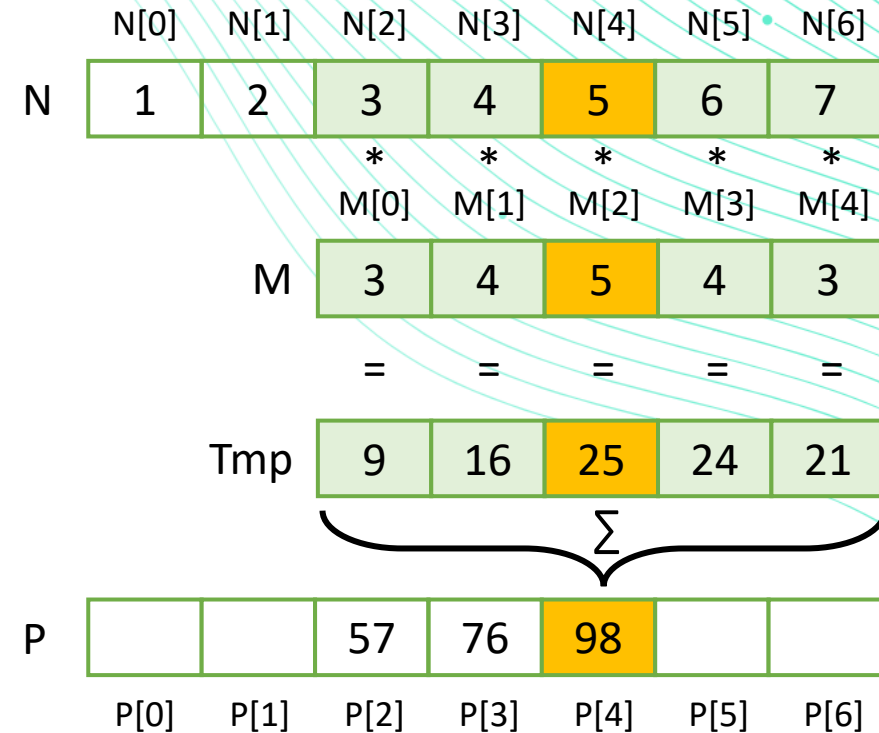 N[0] N[1] N[2] N[3] N[4] N[5] N[6]
N 1 2 3 4 5 6 7
* * * * *
M[0] M[1] M[2] M[3] M[4]
M 3 4 5 4 3
= = = = =
Tmp 9 16 25 24 21
∑
P 57 76 98
P[0] P[1] P[2] P[3] P[4] P[5] P[6]